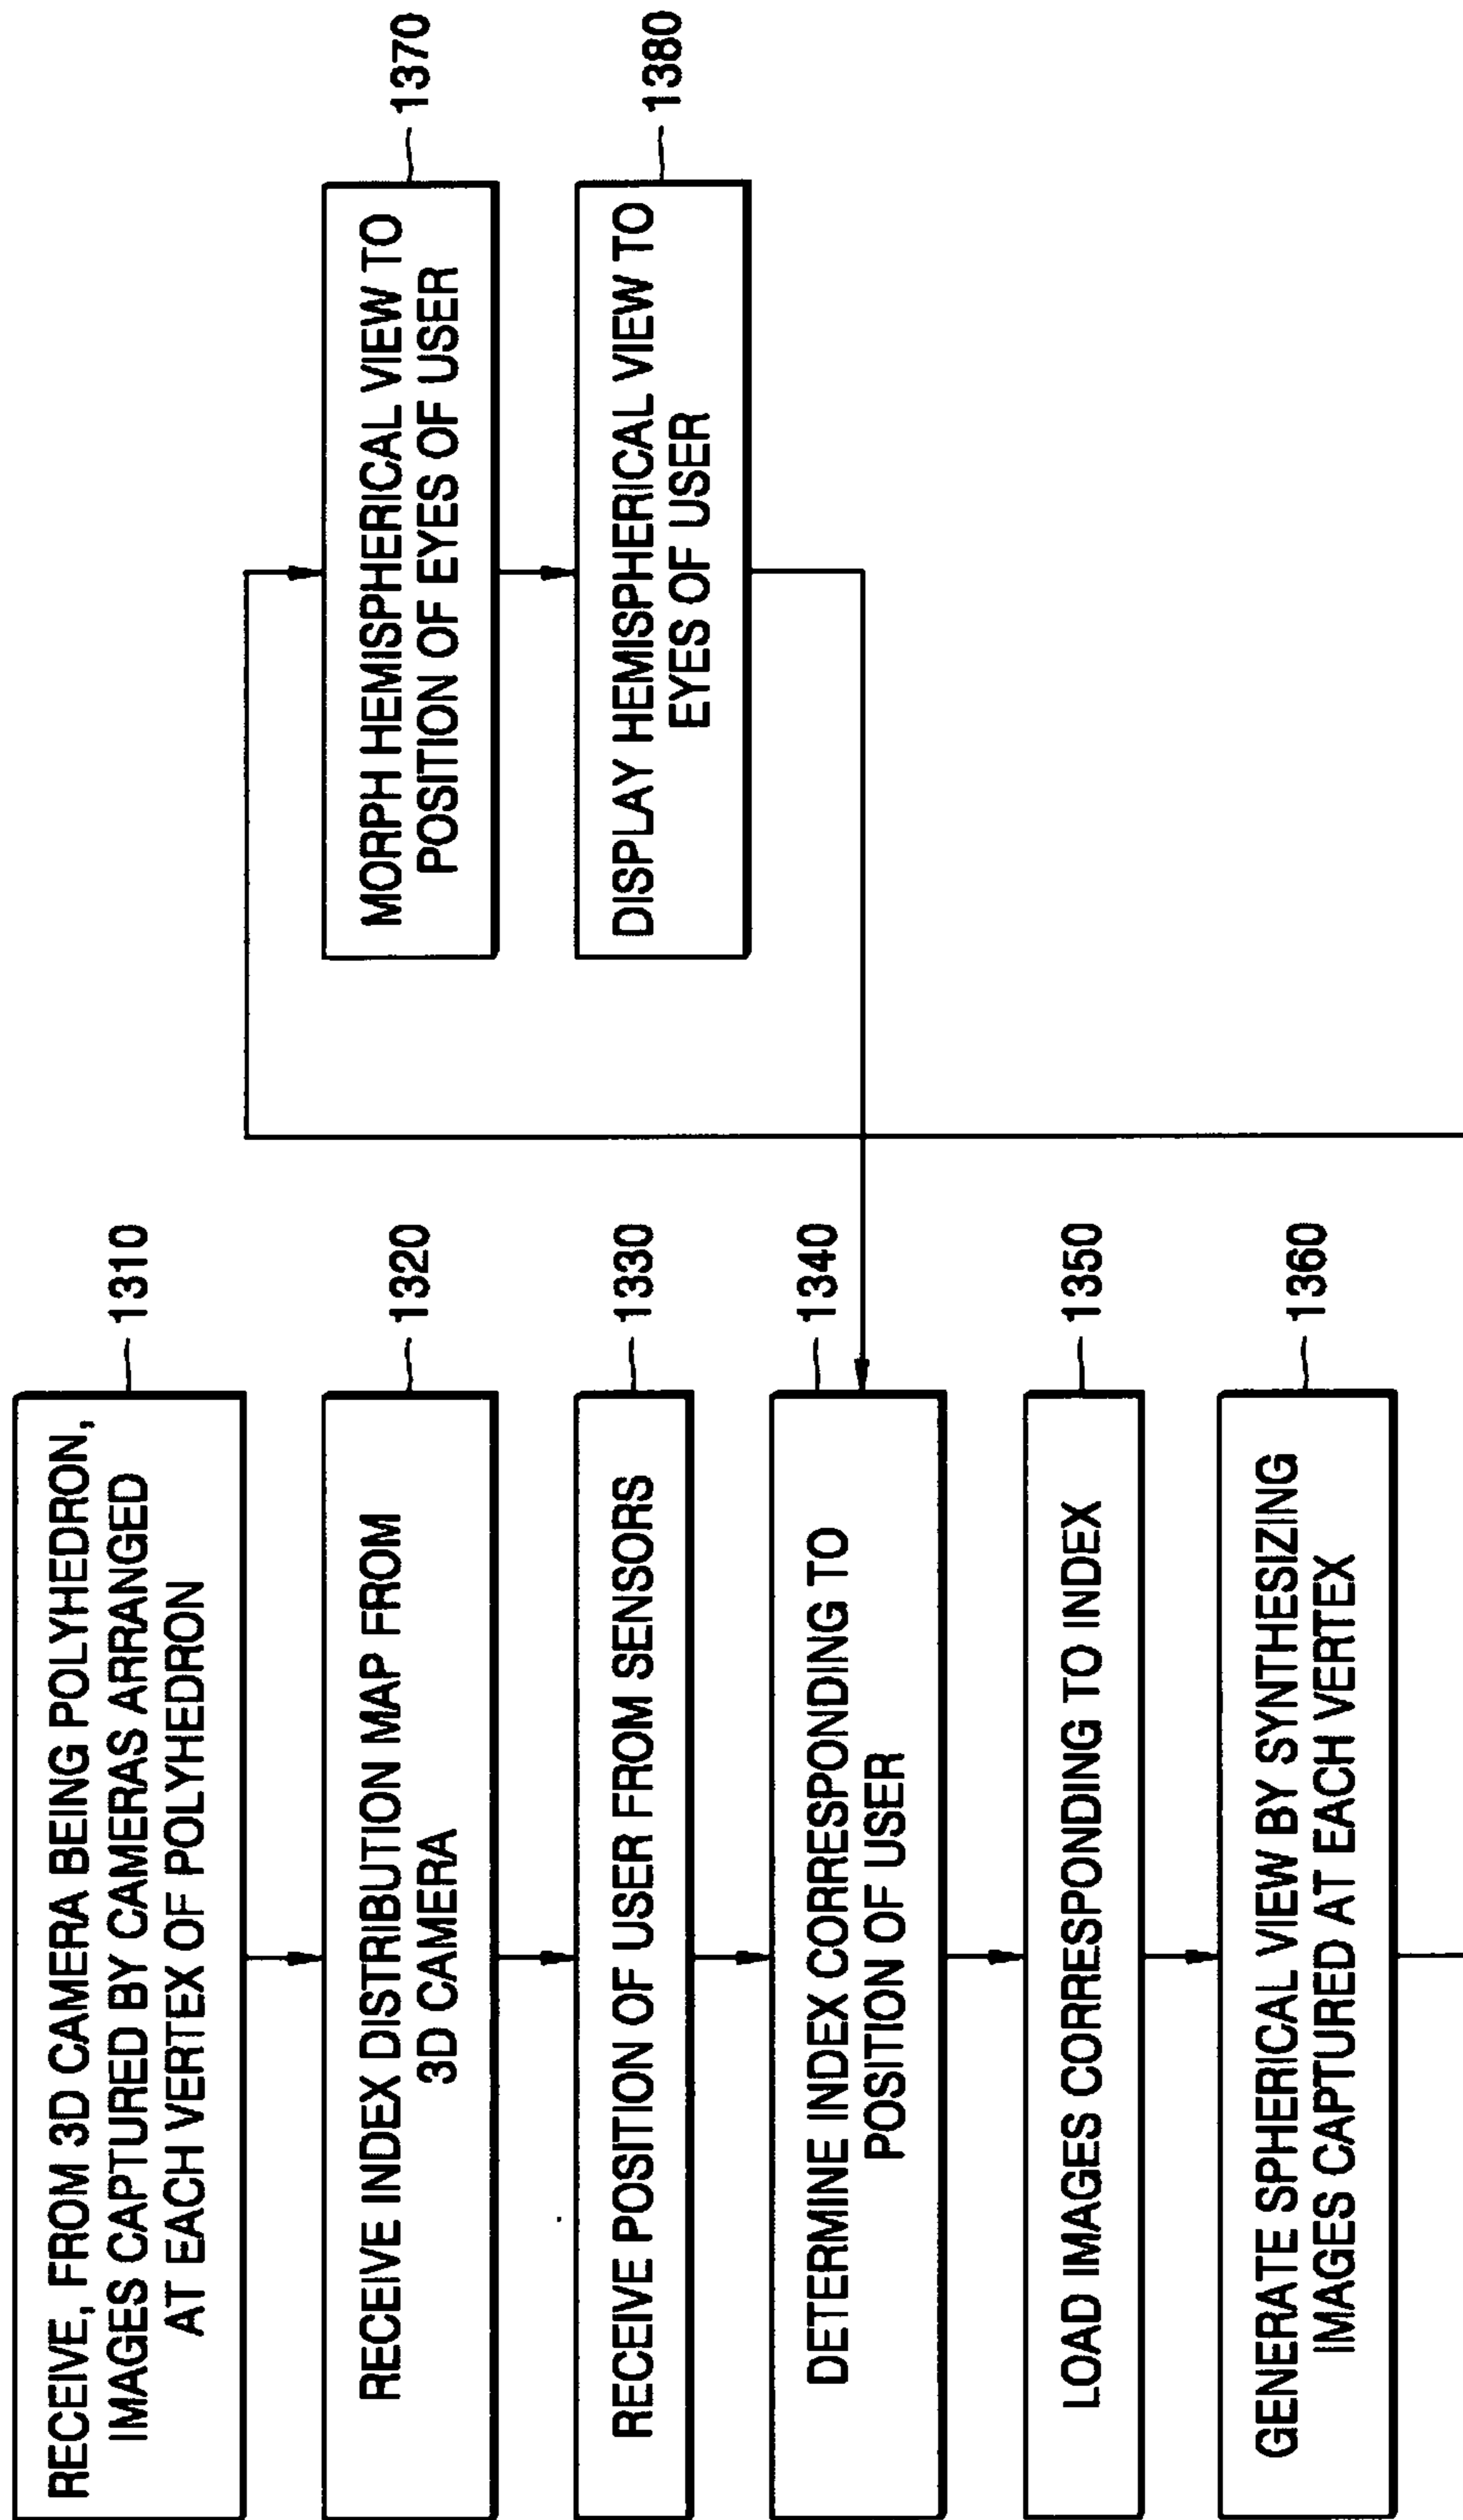 RECEIVE, FROM 3D CAMERA BEING POLYHEDRON,
IMAGES CAPTURED BY CAMERAS ARRANGED
AT EACH VERTEX OF POLYHEDRON
1310
RECEIVE INDEX DISTRIBUTION MAP FROM
3D CAMERA
1320
RECEIVE POSITION OF USER FROM SENSORS
1330
DETERMINE INDEX CORRESPONDING TO
POSITION OF USER
1340
LOAD IMAGES CORRESPONDING TO INDEX
1350
GENERATE SPHERICAL VIEW BY SYNTHESIZING
IMAGES CAPTURED AT EACH VERTEX
1360
MORPH HEMISPHERICAL VIEW TO
POSITION OF EYES OF USER
1370
DISPLAY HEMISPHERICAL VIEW TO
EYES OF USER
1380